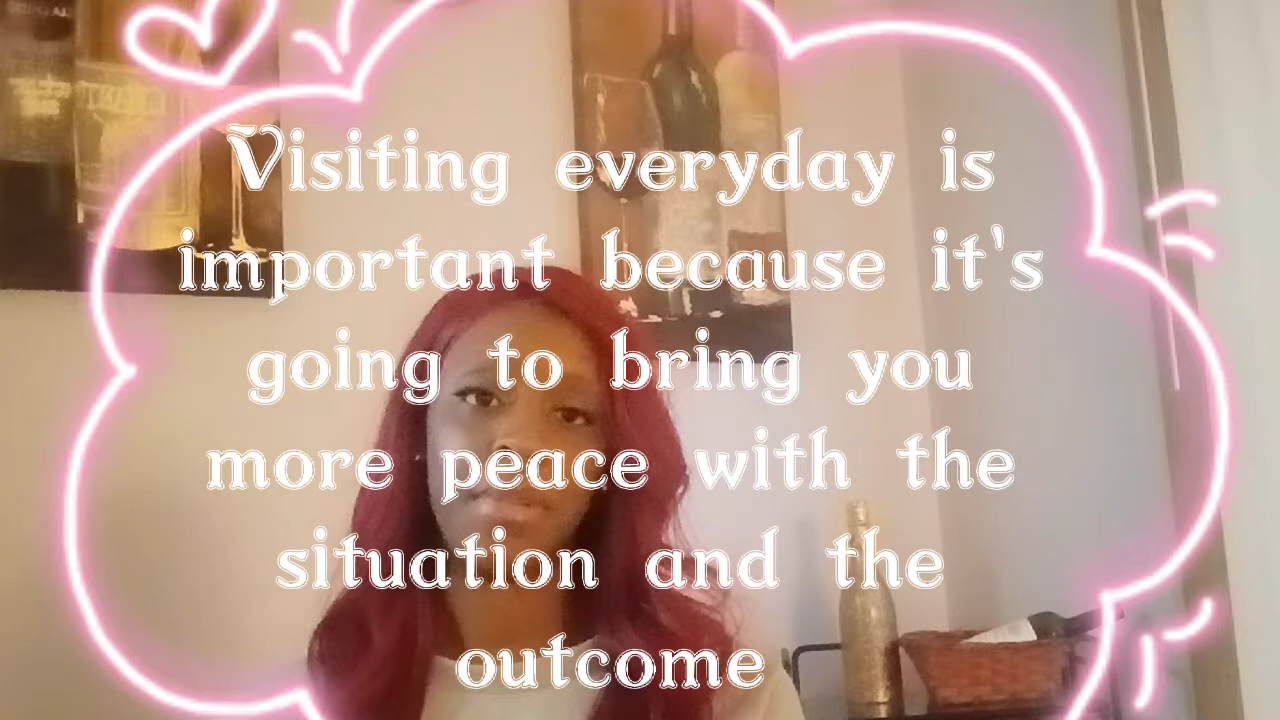 Visiting everyday is
important because it's
going to bring you
more peace with the
situation and the
outcome